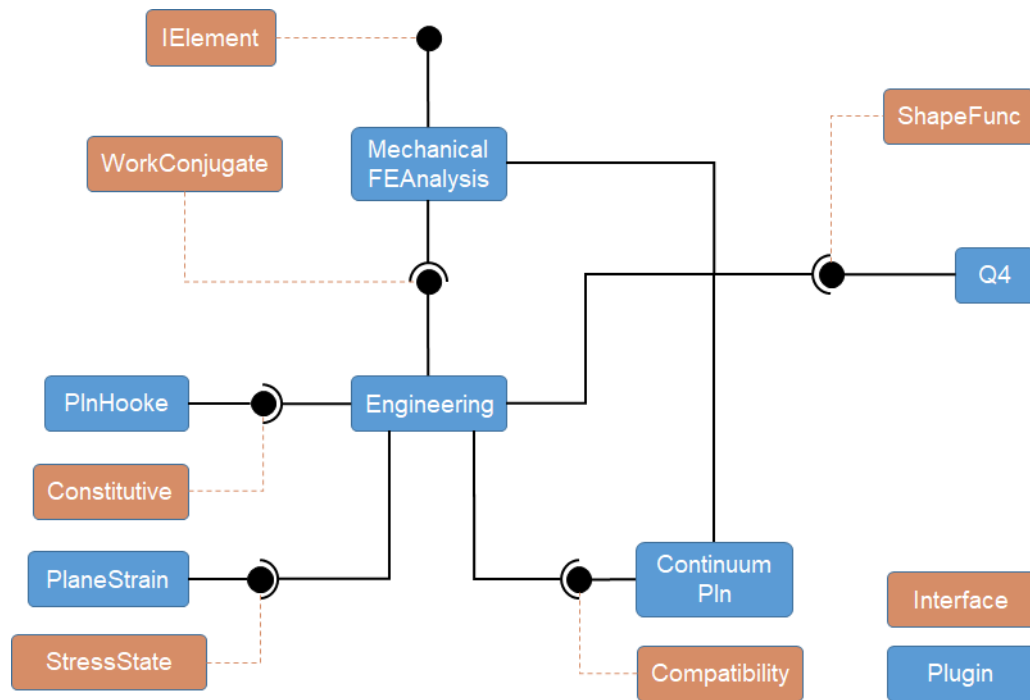 IElement
ShapeFunc
WorkConjugate
Mechanical
FEAnalysis
Q4
PlnHooke
Engineering
Constitutive
PlaneStrain
Continuum
Pln
Interface
StressState
Compatibility
Plugin